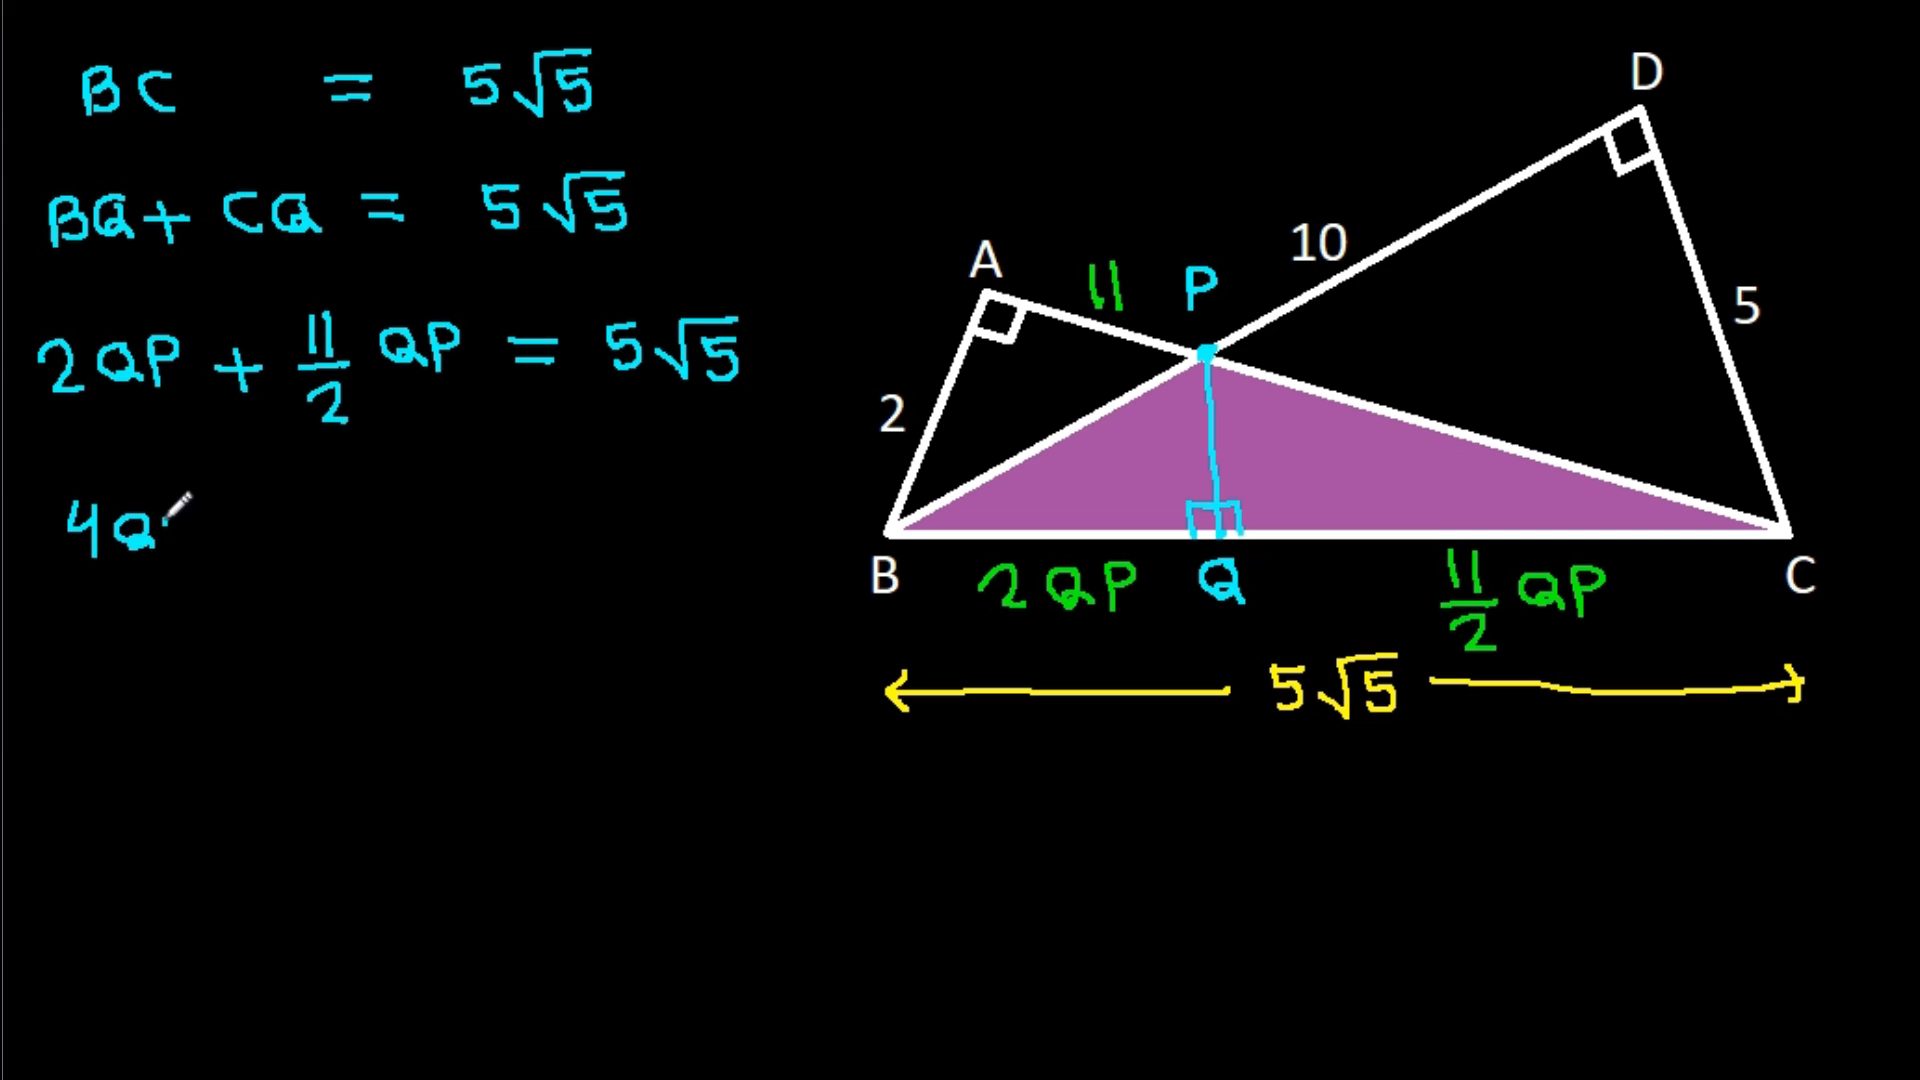 BC = 5√5
BQ + CQ = 5√5
2QP + 11/2 QP = 5√5
4Q
D
10
A
11
P
5
2
B
2QP
Q
11/2 QP
C
5√5